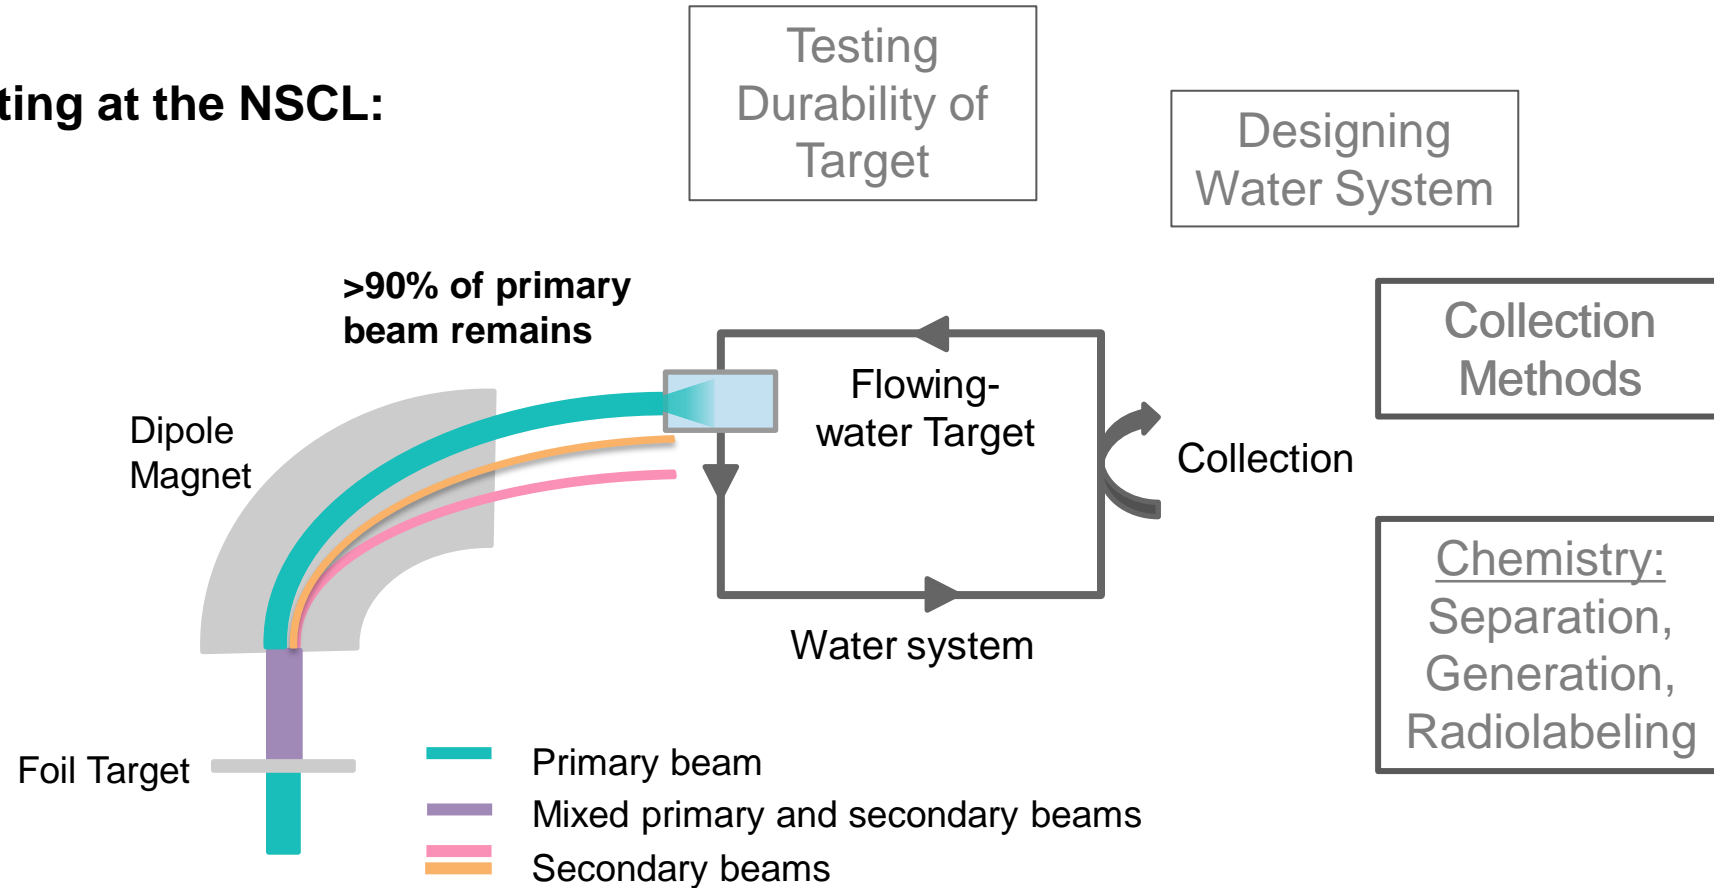 ting at the NSCL:
Testing
Durability of
Target
Designing
Water System
>90% of primary
beam remains
Collection
Methods
Dipole
Magnet
Flowing-
water Target
Collection
Chemistry:
Separation,
Generation,
Radiolabeling
Water system
Foil Target
Primary beam
Mixed primary and secondary beams
Secondary beams